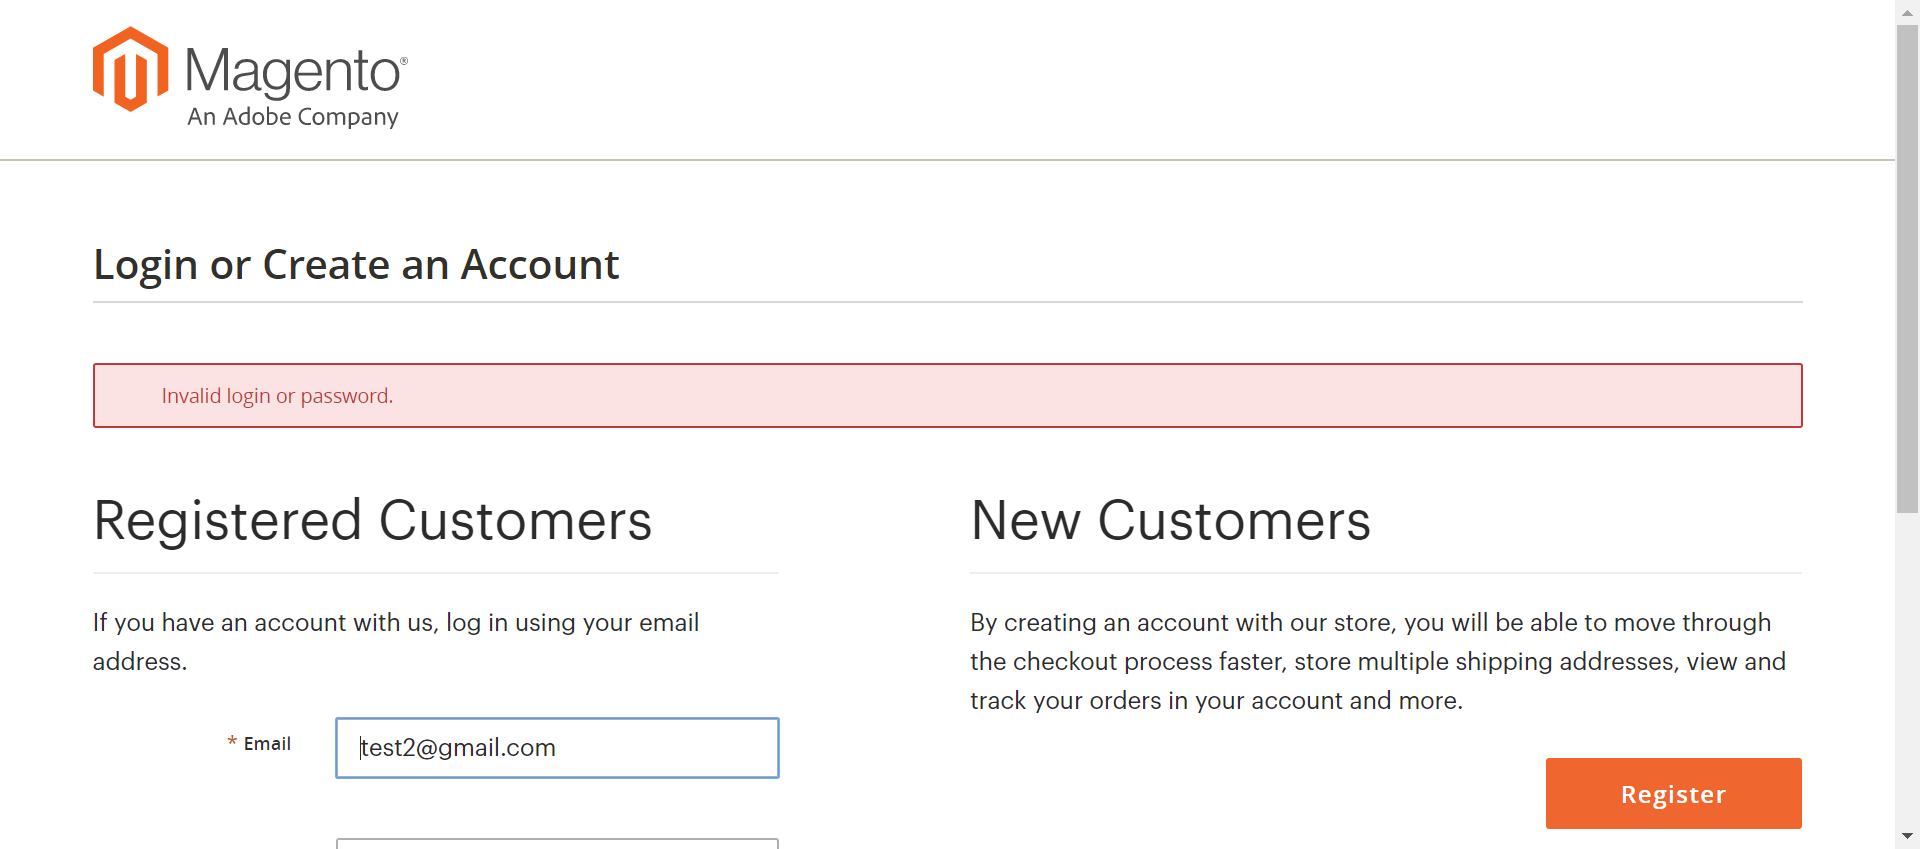 Magento®
An Adobe Company
Login or Create an Account
Invalid login or password.
Registered Customers
If you have an account with us, log in using your email
address.
* Email
test2@gmail.com
New Customers
By creating an account with our store, you will be able to move through
the checkout process faster, store multiple shipping addresses, view and
track your orders in your account and more.
Register